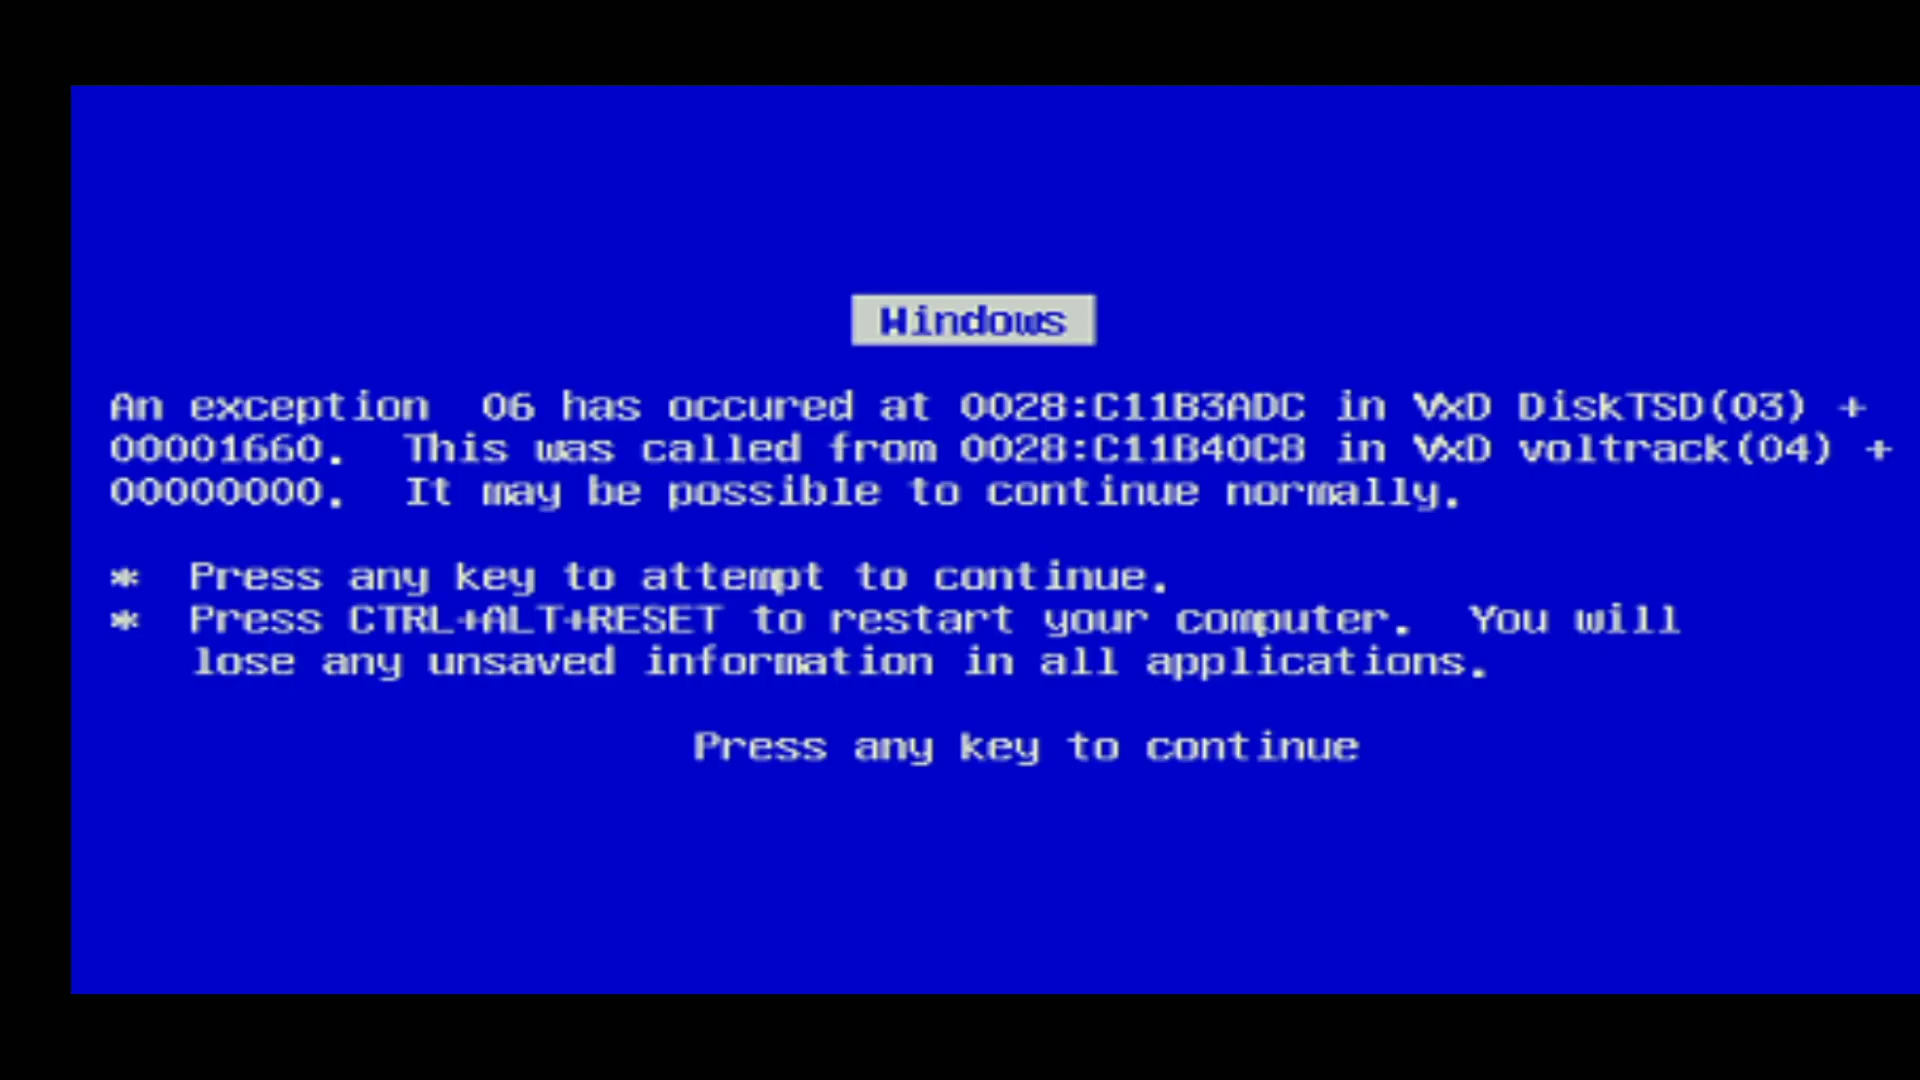 Windows
An exception  06 has occured at 0028:C11B3ADC in VxD DiskTSD(03) +
00001660.  This was called from 0028:C11B40C8 in VxD voltrack(04) +
00000000.  It may be possible to continue normally.
*  Press any key to attempt to continue.
*  Press CTRL+ALT+RESET to restart your computer.  You will
lose any unsaved information in all applications.
Press any key to continue